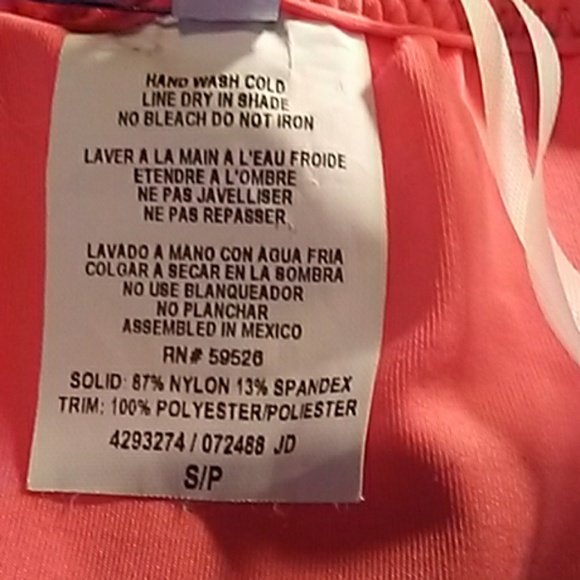 HAND WASH COLD
LINE DRY IN SHADE
NO BLEACH DO NOT IRON
LAVER A LA MAIN A L'EAU FROIDE
ETENDRE A L'OMBRE
NE PAS JAVELLISER
NE PAS REPASSER
LAVADO A MANO CON AGUA FRIA
COLGAR A SECAR EN LA SOMBRA
NO USE BLANQUEADOR
NO PLANCHAR
ASSEMBLED IN MEXICO
RN# 59526
SOLID: 87% NYLON 13% SPANDEX
TRIM: 100% POLYESTER/POLIESTER
4293274 / 072488 JD
S/P